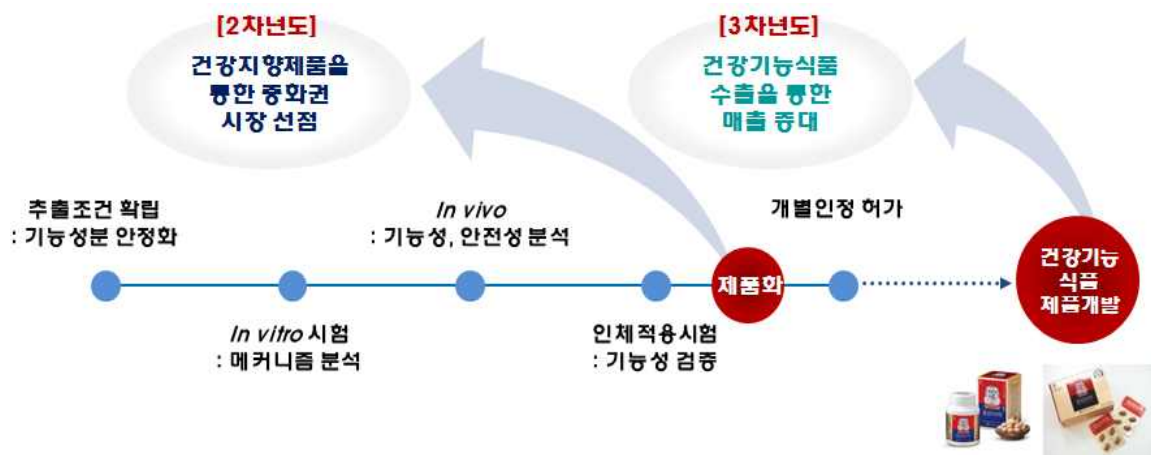 [2차년도]
건강지향제품을
통한 중화권
시장 선점
[3차년도]
건강기능식품
수출을 통한
매출 증대
추출조건 확립
: 기능성분 안정화
In vivo
: 기능성, 안전성 분석
개별인정 허가
제품화
건강기능
식품
제품개발
In vitro 시험
: 메커니즘 분석
인체적용시험
: 기능성 검증